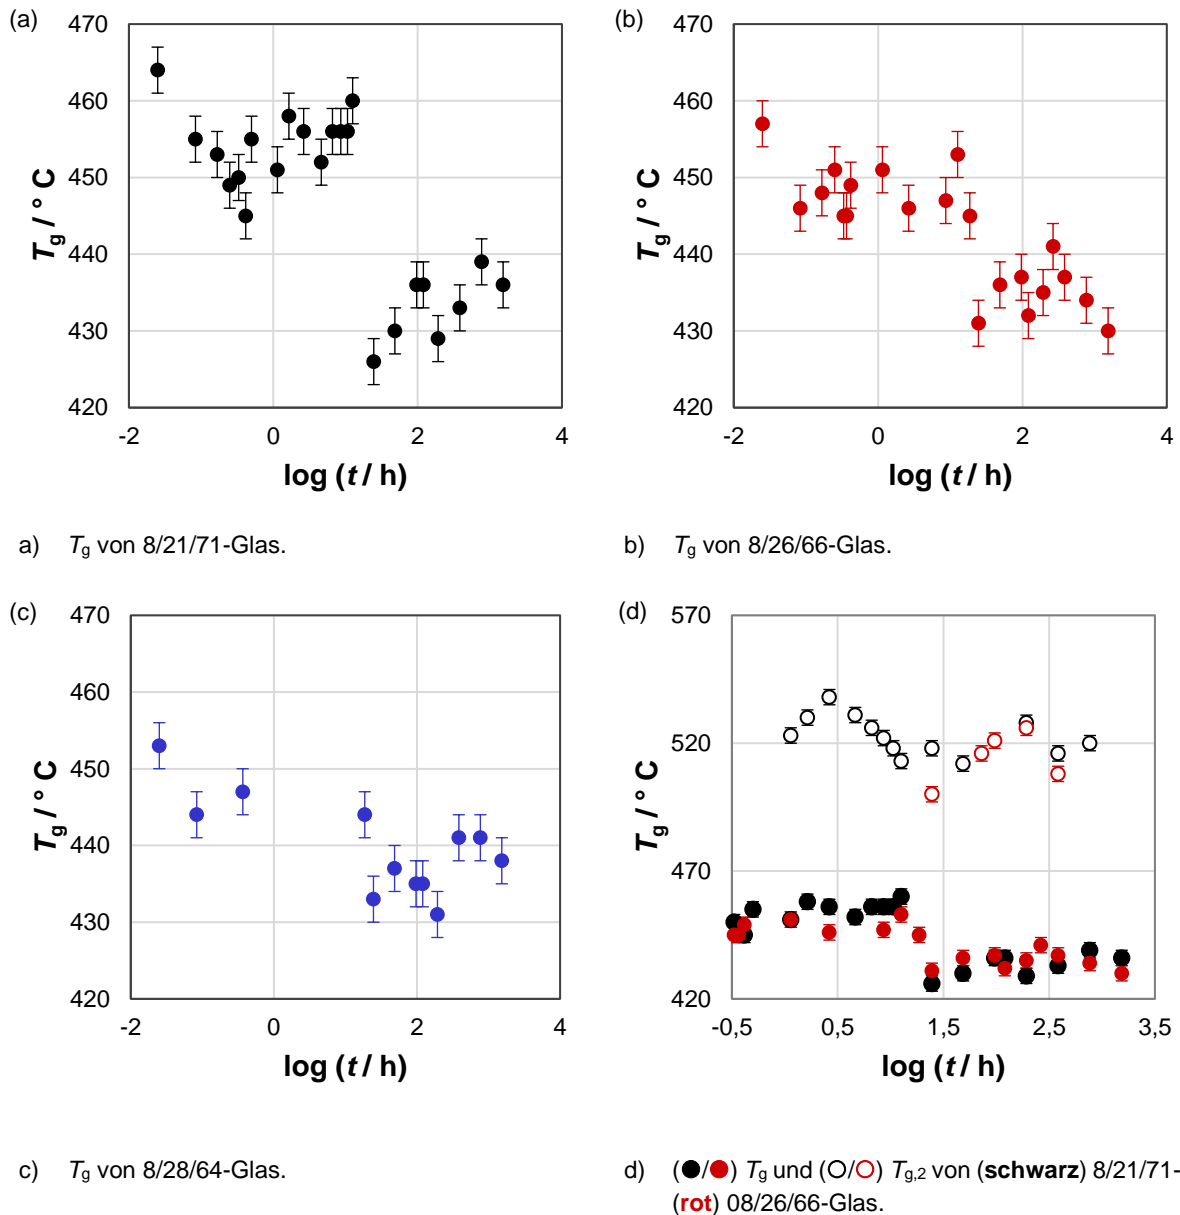 (a)
470
460
450
440
430
420
-2
0
2
4
Tg / ° C
log (t / h)
(b)
470
460
450
440
430
420
-2
0
2
4
Tg / ° C
log (t / h)
a) Tg von 8/21/71-Glas.
b) Tg von 8/26/66-Glas.
(c)
470
460
450
440
430
420
-2
0
2
4
Tg / ° C
log (t / h)
(d)
570
520
470
420
-0,5
0,5
1,5
2,5
3,5
Tg / ° C
log (t / h)
c) Tg von 8/28/64-Glas.
d) (●/●) Tg und (○/○) Tg,2 von (schwarz) 8/21/71-
(rot) 08/26/66-Glas.